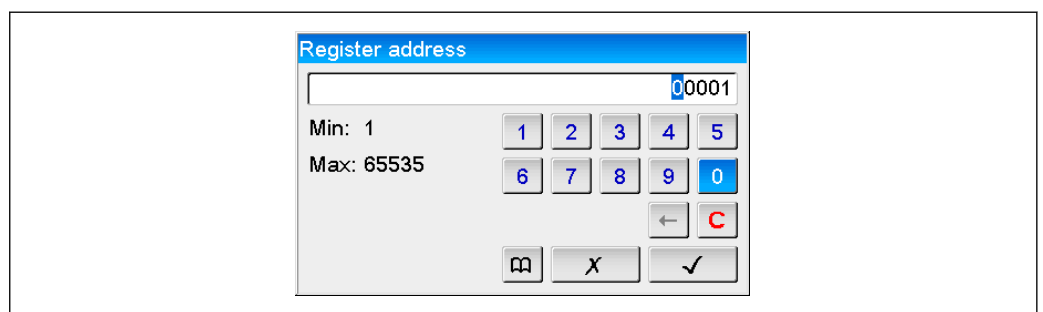 Register address
00001
Min: 1
1 2 3 4 5
Max: 65535
6 7 8 9 0
← C
X ✓